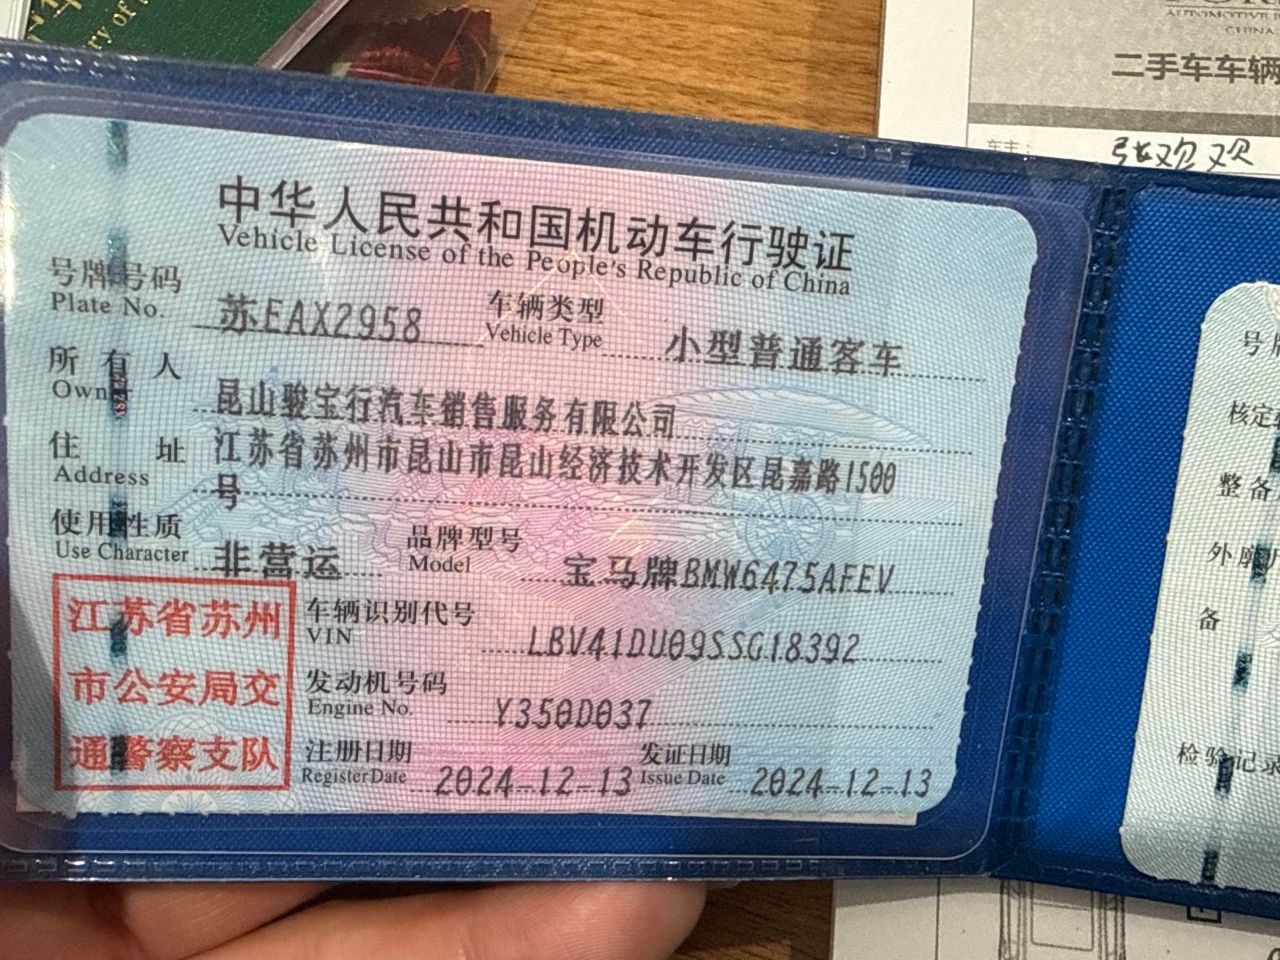 ry of
AUTOMOTIVE
CHINA
二手车车辆
车主:
张欢欢
中华人民共和国机动车行驶证
Vehicle License of the People's Republic of China
号牌号码
Plate No.
苏EAX2958
车辆类型
Vehicle Type
小型普通客车
所有人
Owner
昆山骏宝行汽车销售服务有限公司
住址
Address
江苏省苏州市昆山市昆山经济技术开发区昆嘉路1500
号
使用性质
Use Character
非营运
品牌型号
Model
宝马牌BMW6475AFEV
江苏省苏州
市公安局交
通警察支队
车辆识别代号
VIN
LBV41DU09SSG18392
发动机号码
Engine No.
Y350D037
注册日期
Register Date
2024-12-13
发证日期
Issue Date
2024-12-13
号牌
核定
整备
外廓
备
检验记录